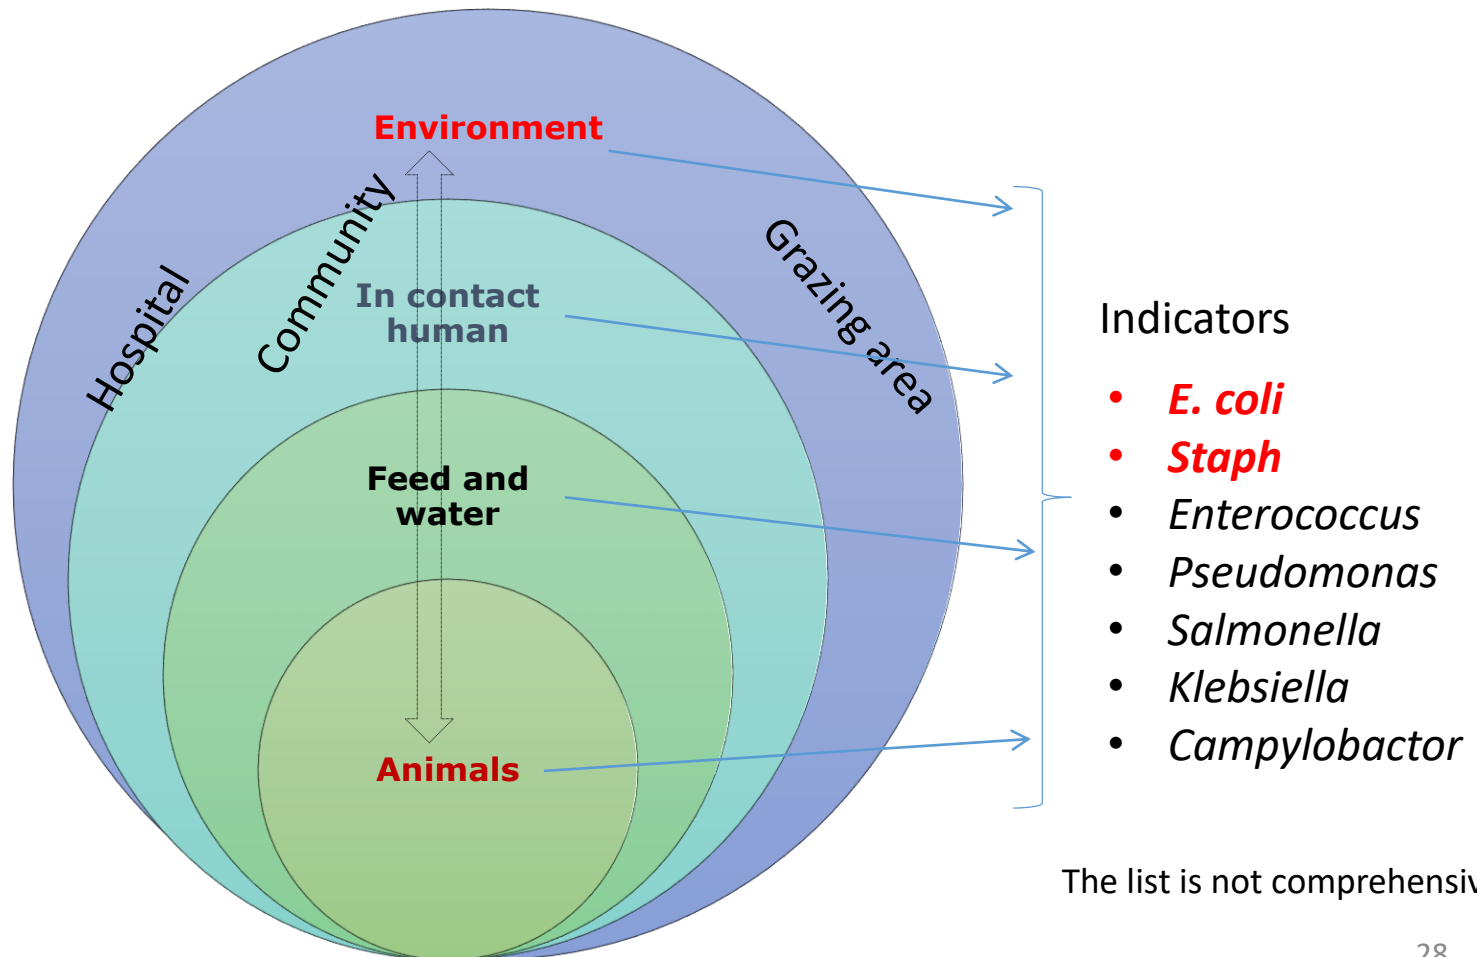 Environment
Hospital
Community
Grazing area
In contact
human
Feed and
water
Animals
Indicators
• E. coli
• Staph
• Enterococcus
• Pseudomonas
• Salmonella
• Klebsiella
• Campylobactor
The list is not comprehensiv
28